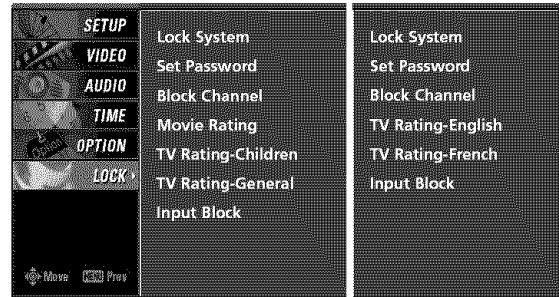 SETUP
VIDEO
AUDIO
TIME
OPTION
LOCK
Move MENU Prev
Lock System
Set Password
Block Channel
Movie Rating
TV Rating-Children
TV Rating-General
Input Block
Lock System
Set Password
Block Channel
TV Rating-English
TV Rating-French
Input Block